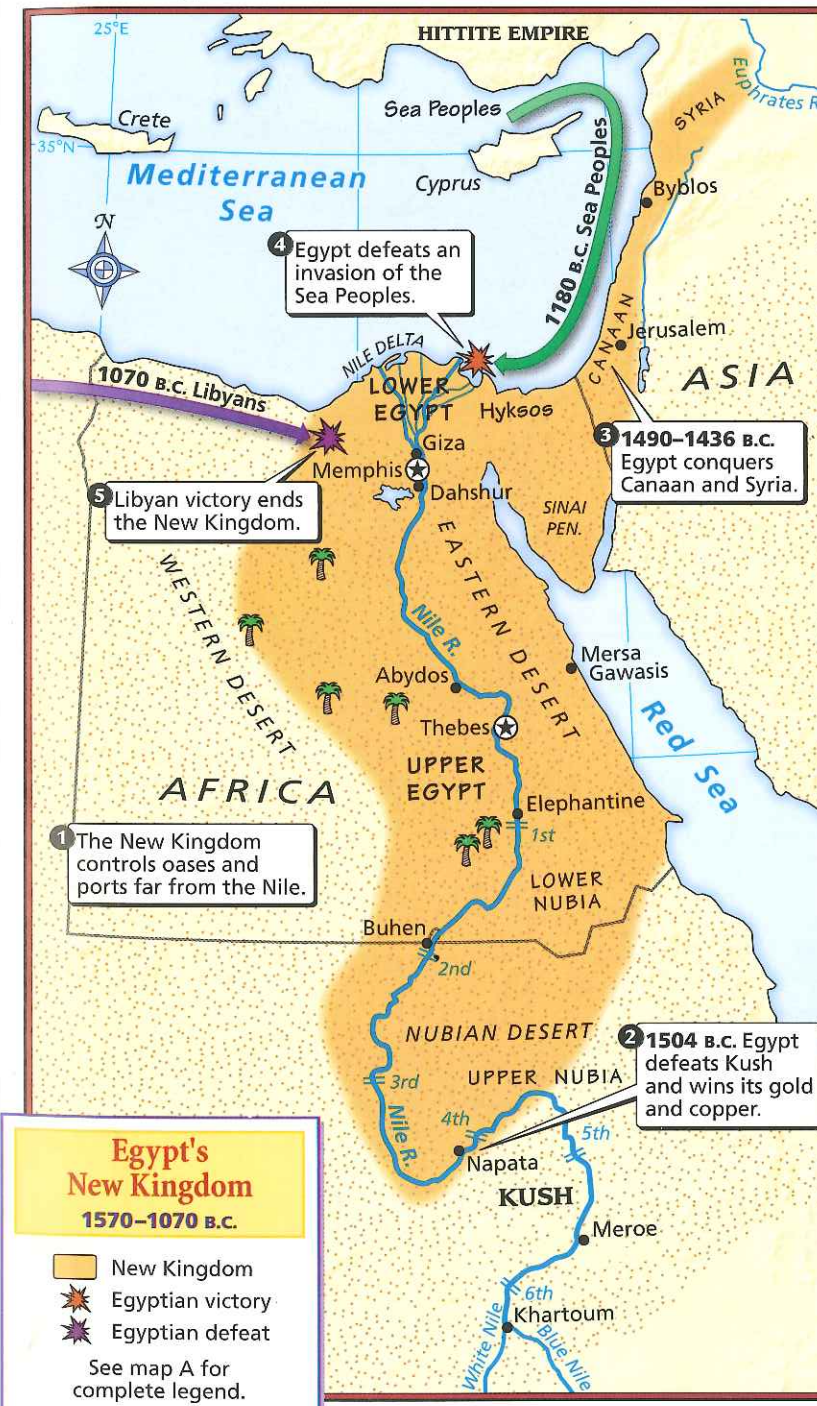 25°E
HITTITE EMPIRE
Euphrates R
SYRIA
Sea Peoples
Crete
35°N
Mediterranean
Sea
Cyprus
Byblos
1180 B.C. Sea Peoples
N
4 Egypt defeats an
invasion of the
Sea Peoples.
CANAAN
Jerusalem
NILE DELTA
ASIA
1070 B.C. Libyans
LOWER
EGYPT
Hyksos
Giza
Memphis
Dahshur
3 1490–1436 B.C.
Egypt conquers
Canaan and Syria.
5 Libyan victory ends
the New Kingdom.
SINAI
PEN.
EASTERN DESERT
WESTERN DESERT
Nile R.
Mersa
Gawasis
Abydos
Thebes
Red Sea
UPPER
EGYPT
AFRICA
Elephantine
1st
1 The New Kingdom
controls oases and
ports far from the Nile.
LOWER
NUBIA
Buhen
2nd
NUBIAN DESERT
2 1504 B.C. Egypt
defeats Kush
and wins its gold
and copper.
3rd
UPPER NUBIA
4th
5th
Nile R.
Napata
KUSH
Meroe
6th
Khartoum
White Nile
Blue Nile
Egypt's
New Kingdom
1570–1070 B.C.
New Kingdom
Egyptian victory
Egyptian defeat
See map A for
complete legend.